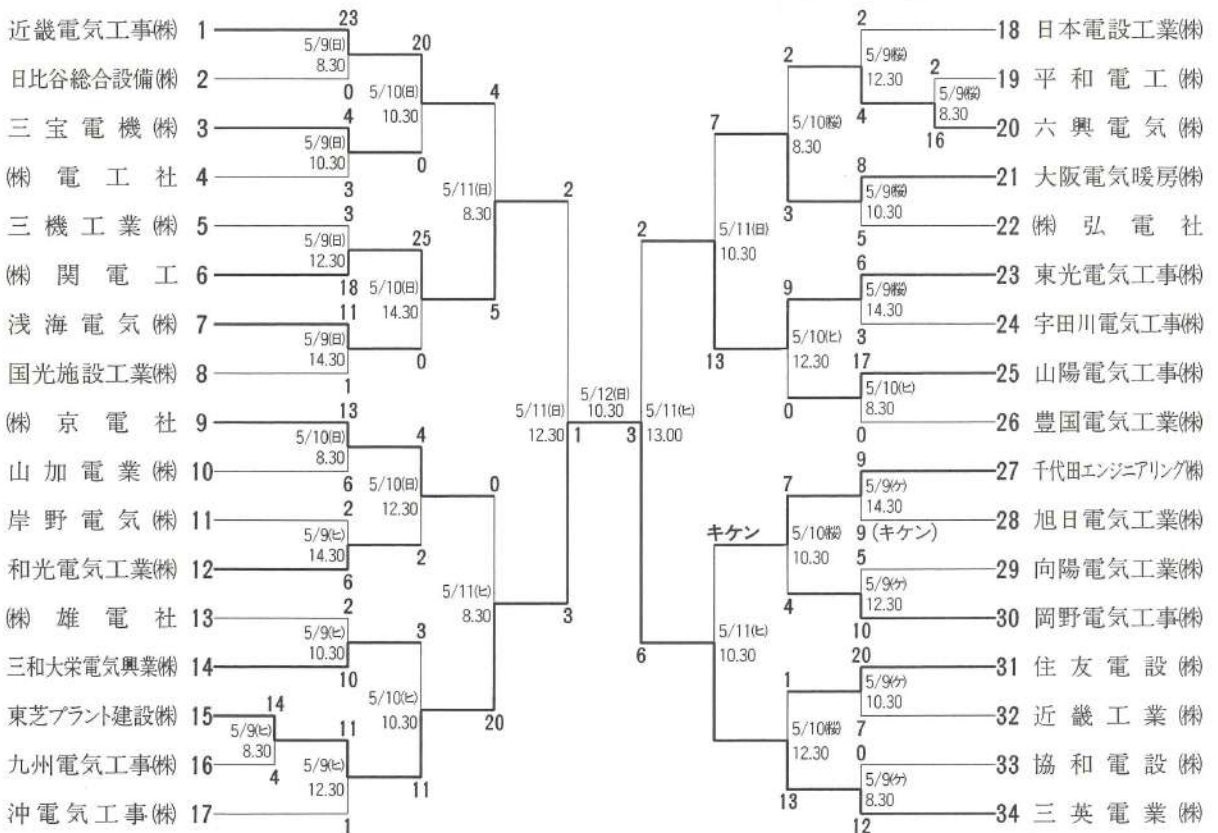 近畿電気工事㈱ 1
日比谷総合設備㈱ 2
三宝電機㈱ 3
㈱電工社 4
三機工業㈱ 5
㈱関電工 6
浅海電気㈱ 7
国光施設工業㈱ 8
㈱京電社 9
山加電業㈱ 10
岸野電気㈱ 11
和光電気工業㈱ 12
㈱雄電社 13
三和大栄電気興業㈱ 14
東芝プラント建設㈱ 15
九州電気工事㈱ 16
沖電気工事㈱ 17
23
5/9(日)
8.30
0
4
5/9(日)
10.30
3
3
5/9(日)
12.30
18
11
5/9(日)
14.30
1
13
5/10(日)
8.30
6
2
5/9(ヒ)
14.30
6
2
5/9(ヒ)
10.30
10
14
5/9(ヒ)
8.30
4
11
5/9(ヒ)
12.30
1
20
5/10(日)
10.30
0
25
5/10(日)
14.30
0
4
5/10(日)
12.30
2
3
5/10(ヒ)
10.30
11
4
5/11(日)
8.30
5
0
5/11(ヒ)
8.30
20
2
5/11(日)
12.30
3
5/12(日)
10.30
1 3
2
5/11(ヒ)
13.00
6
7
5/11(日)
10.30
13
キケン
5/11(ヒ)
10.30
2
5/10(桜)
8.30
3
9
5/10(ヒ)
12.30
0
7
5/10(桜)
10.30
4
1
5/10(桜)
12.30
13
2
5/9(桜)
12.30
4
2
5/9(桜)
8.30
16
8
5/9(桜)
10.30
5
6
5/9(桜)
14.30
3
17
5/10(ヒ)
8.30
0
9
5/9(ケ)
14.30
9 (キケン)
5
5/9(ケ)
12.30
10
20
5/9(ケ)
10.30
7
0
5/9(ケ)
8.30
12
18 日本電設工業㈱
19 平和電工㈱
20 六興電気㈱
21 大阪電気暖房㈱
22 ㈱弘電社
23 東光電気工事㈱
24 宇田川電気工事㈱
25 山陽電気工事㈱
26 豊国電気工業㈱
27 千代田エンジニアリング㈱
28 旭日電気工業㈱
29 向陽電気工業㈱
30 岡野電気工事㈱
31 住友電設㈱
32 近畿工業㈱
33 協和電設㈱
34 三英電業㈱